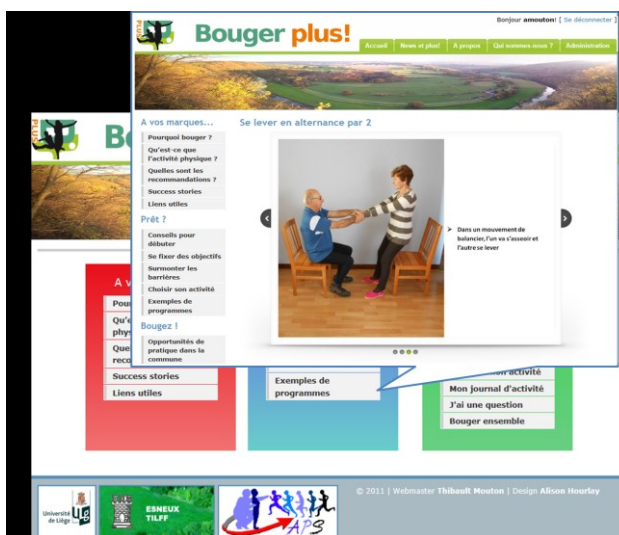 Bonjour amouton! [ Se déconnecter ]
PLUS
Bouger plus!
Accueil
News et plus!
A propos
Qui sommes-nous ?
Administration
A vos marques...
Pourquoi bouger ?
Qu'est-ce que
l'activité physique ?
Quelles sont les
recommandations ?
Success stories
Liens utiles
Prêt ?
Conseils pour
débuter
Se fixer des objectifs
Surmonter les
barrières
Choisir son activité
Exemples de
programmes
Bougez !
Opportunités de
pratique dans la
commune
Se lever en alternance par 2
➢ Dans un mouvement de
balancier, l'un va s'asseoir et
l'autre se lever
PLUS
Success stories
Liens utiles
Exemples de
programmes
activité
Mon journal d'activité
J'ai une question
Bouger ensemble
Université
de Liège
ESNEUX
TILFF
APS
© 2011 | Webmaster Thibault Mouton | Design Alison Hourlay